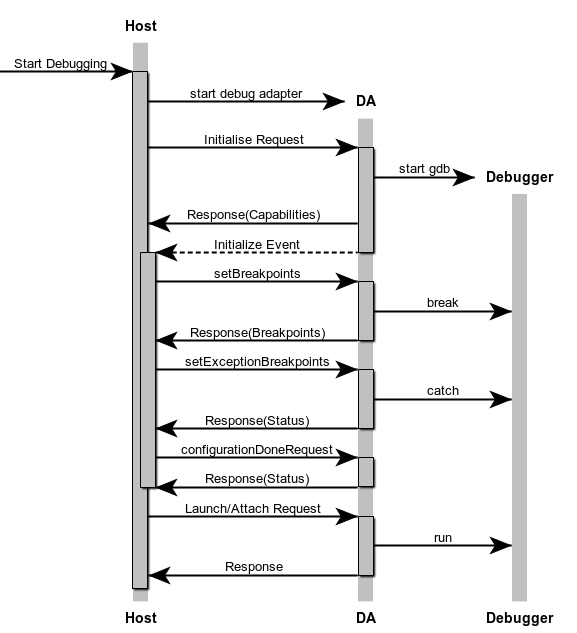 Host
Start Debugging
start debug adapter
DA
Initialise Request
start gdb
Debugger
Response(Capabilities)
Initialize Event
setBreakpoints
break
Response(Breakpoints)
setExceptionBreakpoints
catch
Response(Status)
configurationDoneRequest
Response(Status)
Launch/Attach Request
run
Response
Host
DA
Debugger